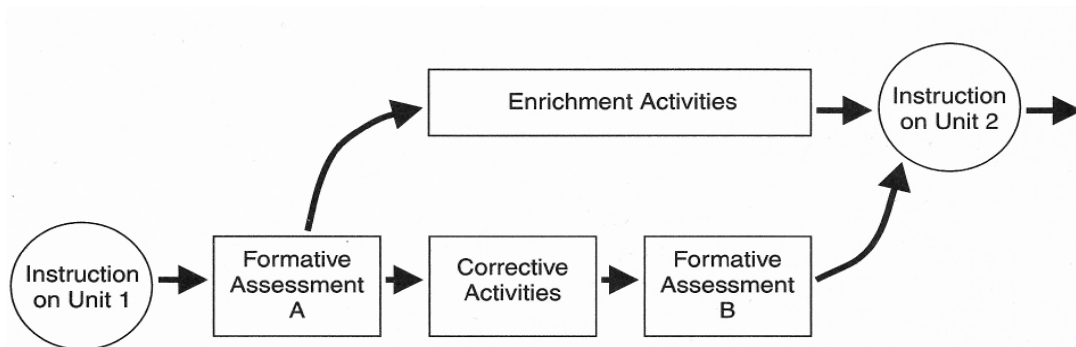 Enrichment Activities
Instruction
on Unit 2
Instruction
on Unit 1
Formative
Assessment
A
Corrective
Activities
Formative
Assessment
B